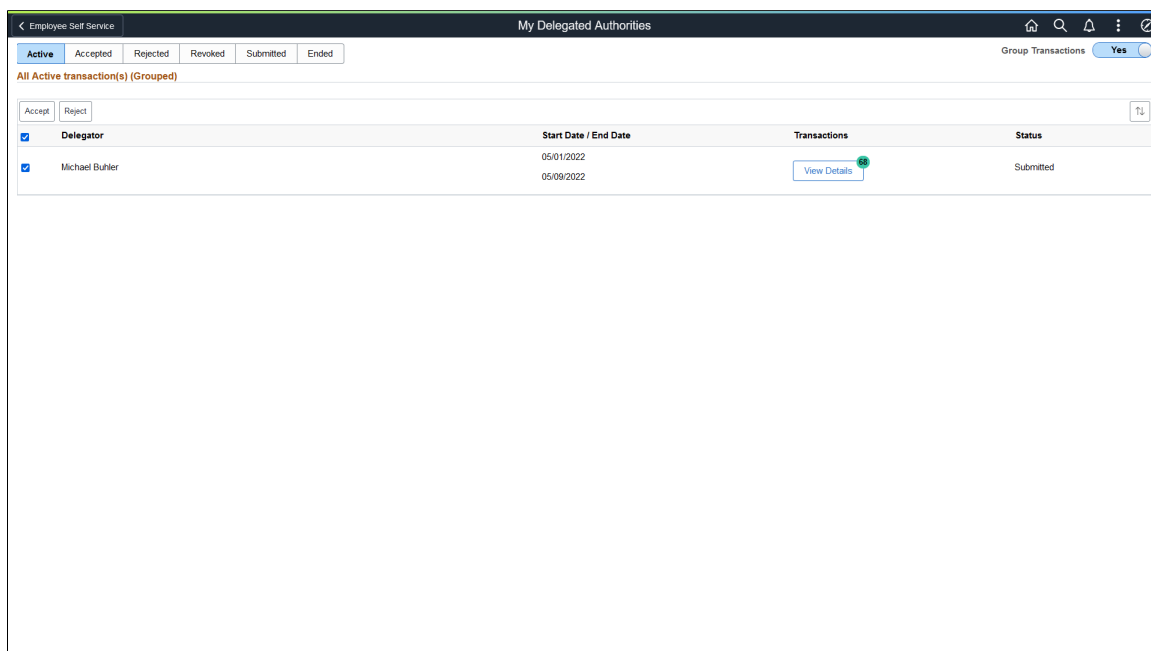 Employee Self Service
My Delegated Authorities
Active Accepted Rejected Revoked Submitted Ended
Group Transactions Yes
All Active transaction(s) (Grouped)
Accept Reject
Delegator Start Date / End Date Transactions Status
Michael Buhler 05/01/2022 View Details 68 Submitted
05/09/2022